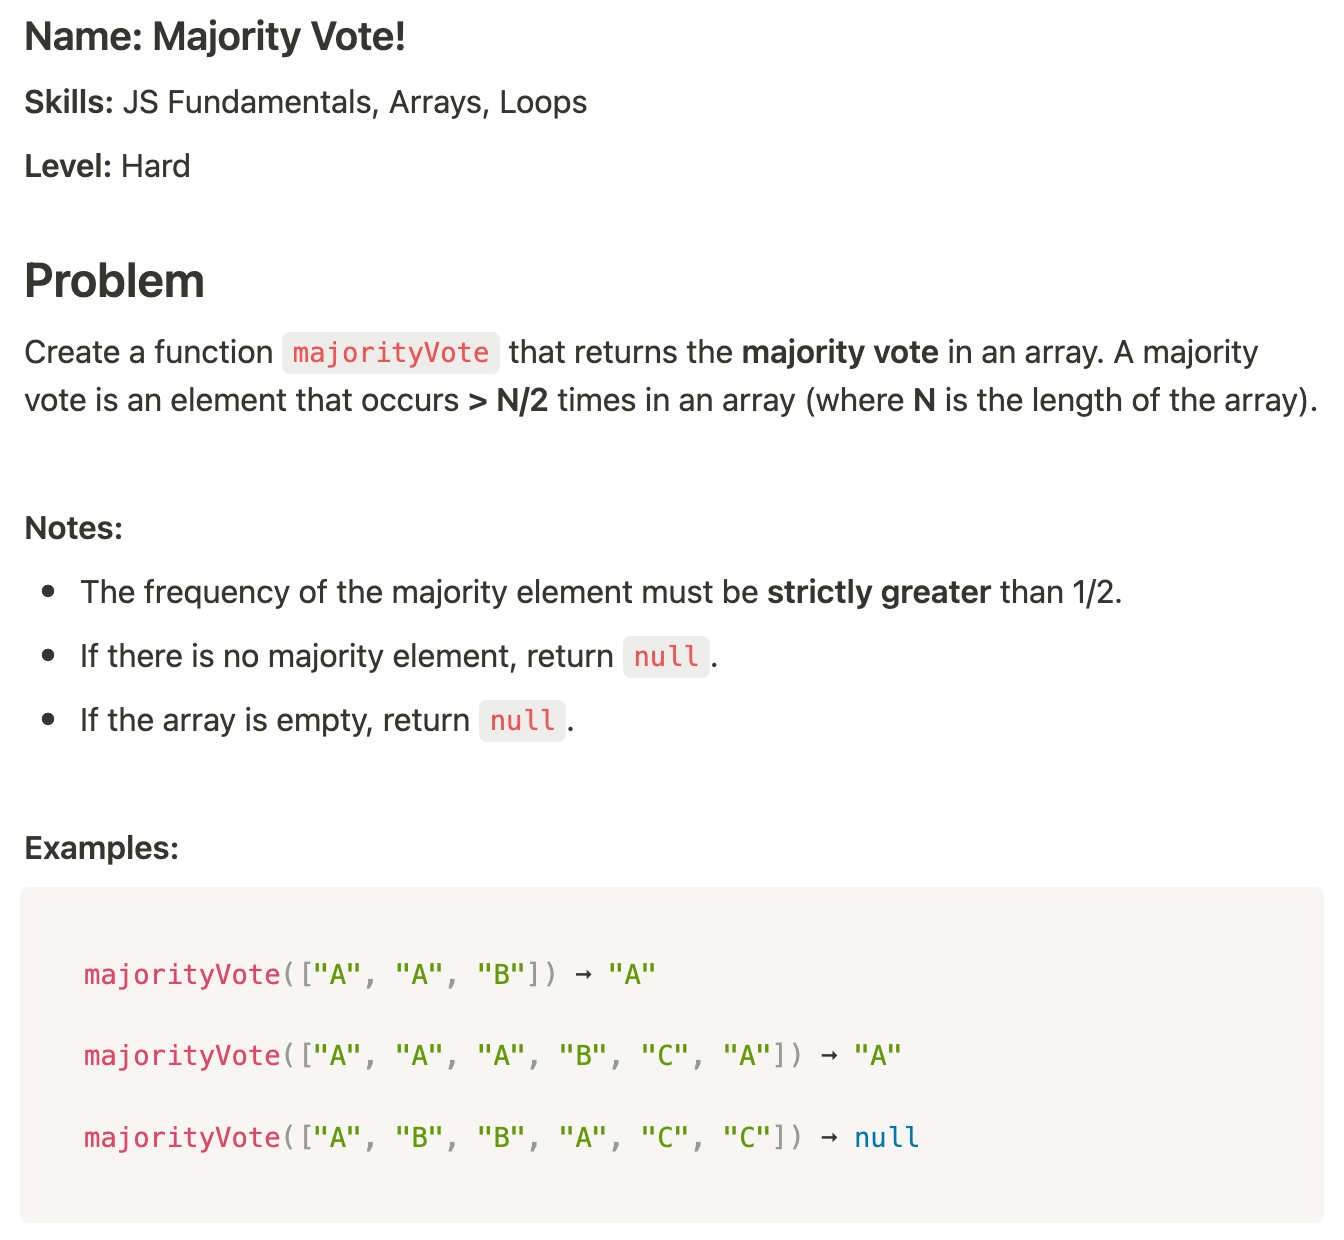 Name: Majority Vote!
Skills: JS Fundamentals, Arrays, Loops
Level: Hard
Problem
Create a function majorityVote that returns the majority vote in an array. A majority
vote is an element that occurs > N/2 times in an array (where N is the length of the array).
Notes:
• The frequency of the majority element must be strictly greater than 1/2.
• If there is no majority element, return null.
• If the array is empty, return null.
Examples:
majorityVote(["A", "A", "B"]) → "A"
majorityVote(["A", "A", "A", "B", "C", "A"]) → "A"
majorityVote(["A", "B", "B", "A", "C", "C"]) → null